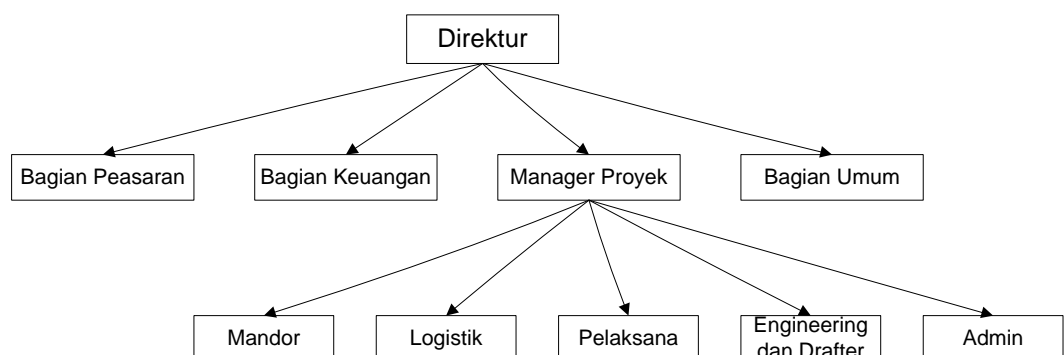 Direktur
Bagian Peasaran
Bagian Keuangan
Manager Proyek
Bagian Umum
Mandor
Logistik
Pelaksana
Engineering
dan Drafter
Admin